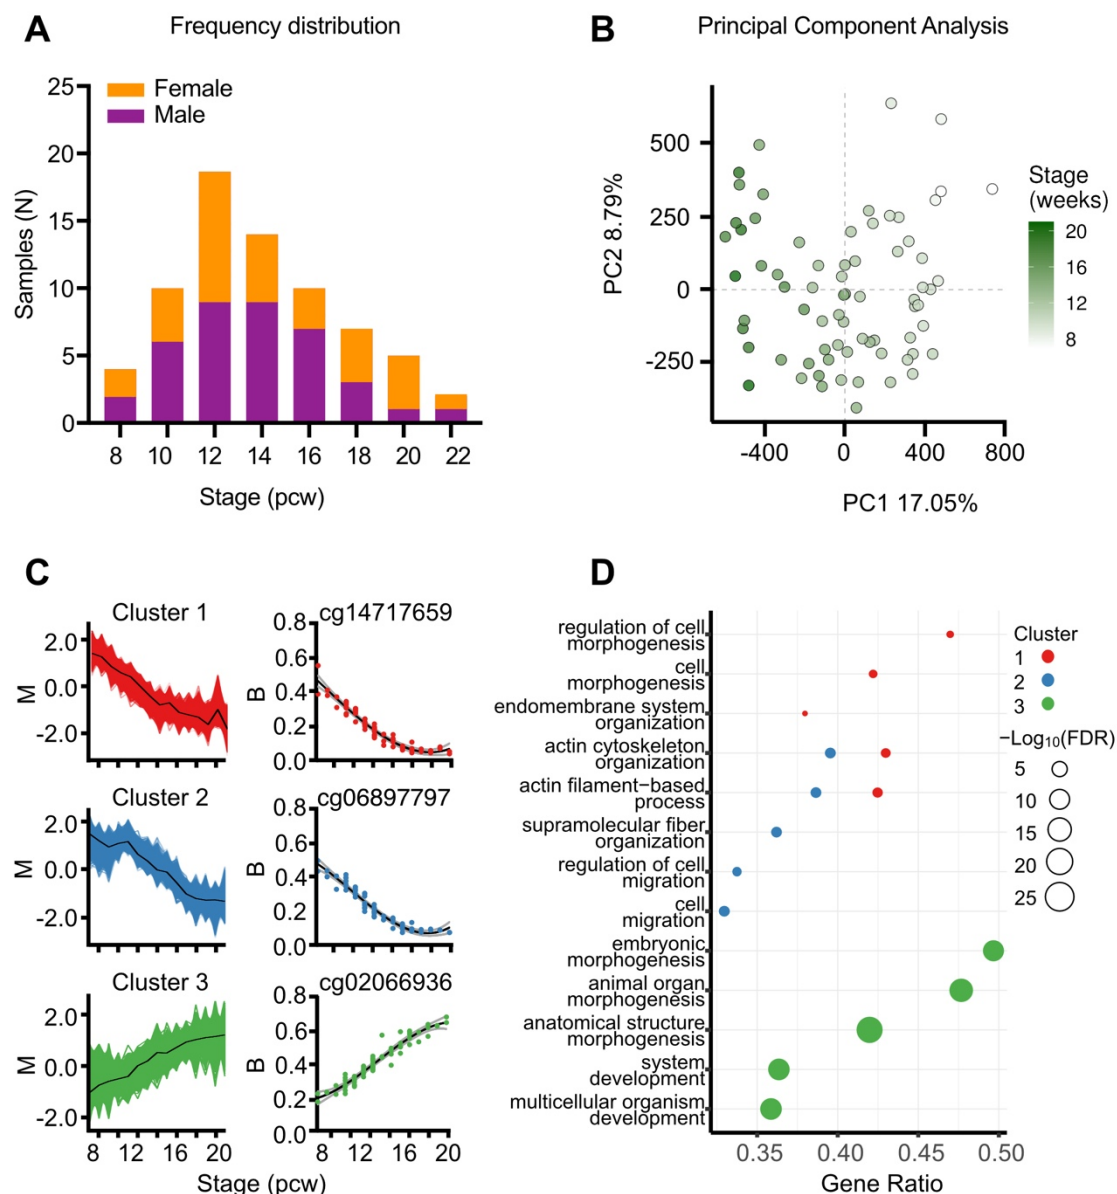 A
Frequency distribution
25
20
15
10
5
0
Samples (N)
Female
Male
8 10 12 14 16 18 20 22
Stage (pcw)
B
Principal Component Analysis
500
250
0
-250
PC2 8.79%
-400 0 400 800
PC1 17.05%
Stage
(weeks)
20
16
12
8
C
Cluster 1
2.0
0.0
-2.0
M
cg14717659
0.8
0.6
0.4
0.2
0.0
B
Cluster 2
2.0
0.0
-2.0
M
cg06897797
0.8
0.6
0.4
0.2
0.0
B
Cluster 3
2.0
0.0
-2.0
M
8 12 16 20
cg02066936
0.8
0.6
0.4
0.2
0.0
B
8 12 16 20
Stage (pcw)
D
regulation of cell
morphogenesis
cell
morphogenesis
endomembrane system
organization
actin cytoskeleton
organization
actin filament−based
process
supramolecular fiber
organization
regulation of cell
migration
cell
migration
embryonic
morphogenesis
animal organ
morphogenesis
anatomical structure
morphogenesis
system
development
multicellular organism
development
0.35 0.40 0.45 0.50
Gene Ratio
Cluster
1
2
3
−Log₁₀(FDR)
5
10
15
20
25